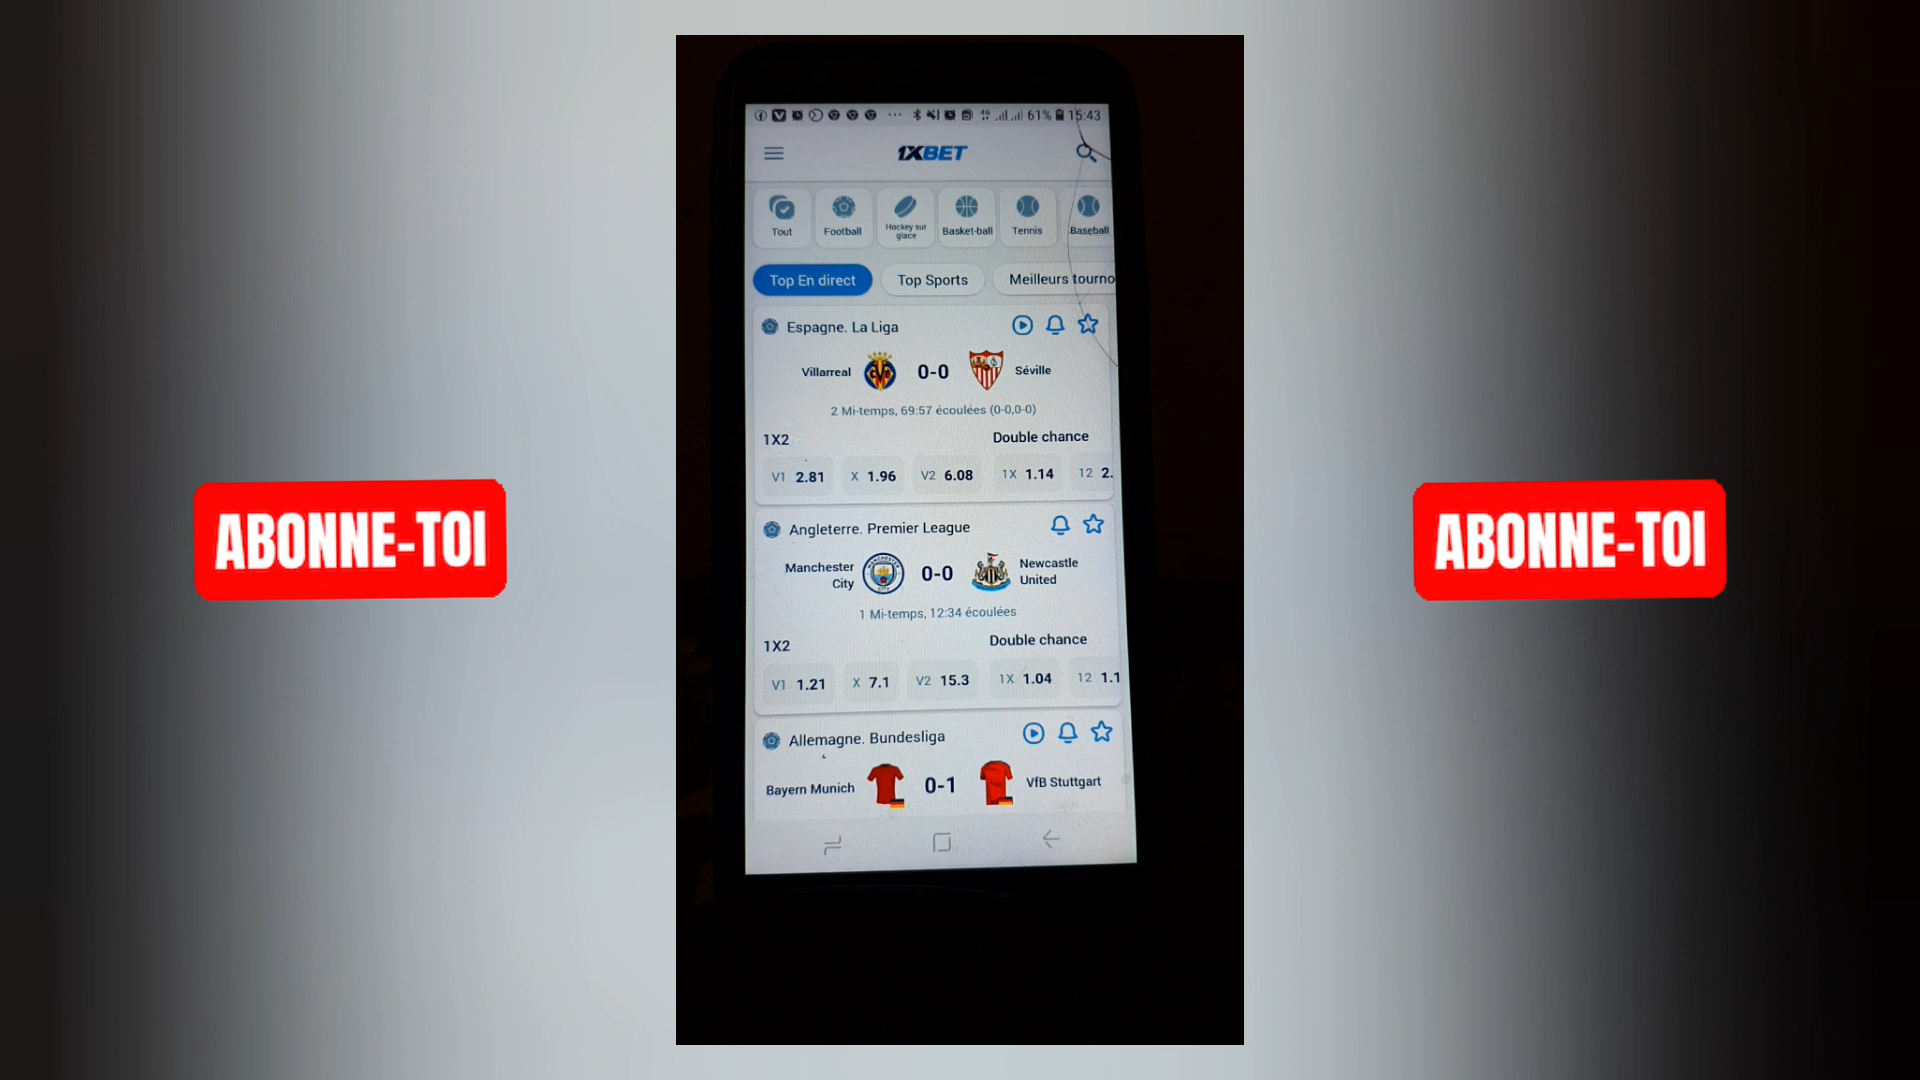 61% 15:43
1XBET
Tout
Football
Hockey sur
glace
Basket-ball
Tennis
Baseball
Top En direct
Top Sports
Meilleurs tourno
Espagne. La Liga
Villarreal 0-0 Séville
2 Mi-temps, 69:57 écoulées (0-0,0-0)
1X2 Double chance
V1 2.81 X 1.96 V2 6.08 1X 1.14 12 2.
ABONNE-TOI
ABONNE-TOI
Angleterre. Premier League
Manchester
City
0-0
Newcastle
United
1 Mi-temps, 12:34 écoulées
1X2 Double chance
V1 1.21 X 7.1 V2 15.3 1X 1.04 12 1.1
Allemagne. Bundesliga
Bayern Munich 0-1 VfB Stuttgart